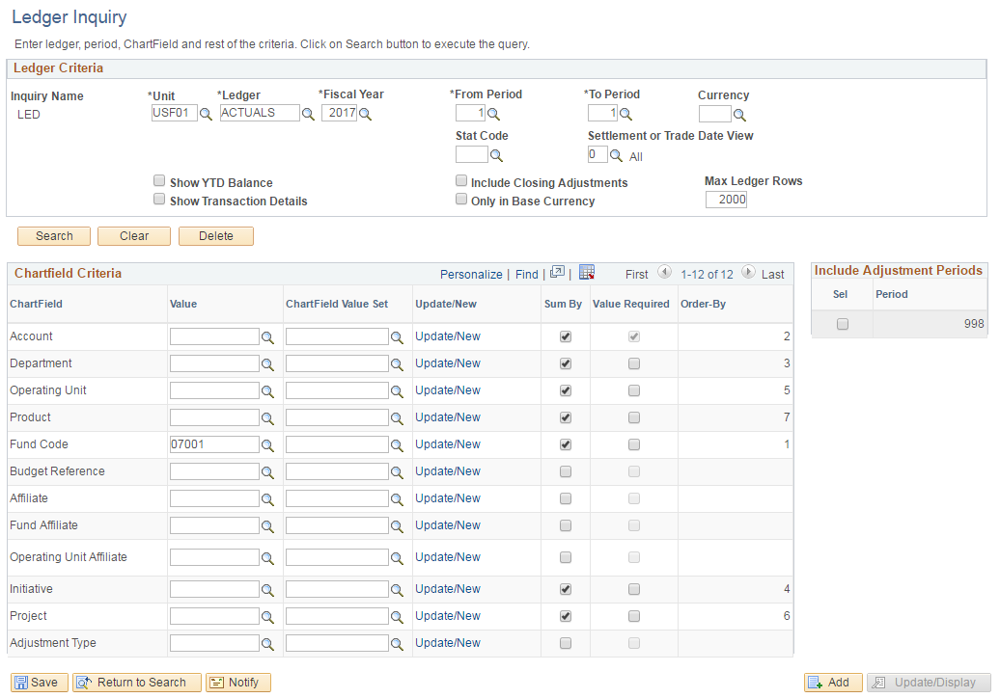 Ledger Inquiry
Enter ledger, period, ChartField and rest of the criteria. Click on Search button to execute the query.
Ledger Criteria
Inquiry Name *Unit *Ledger *Fiscal Year *From Period *To Period Currency
LED USF01 ACTUALS 2017 1 1
Stat Code Settlement or Trade Date View
0 All
Show YTD Balance Include Closing Adjustments Max Ledger Rows
Show Transaction Details Only in Base Currency 2000
Search Clear Delete
Chartfield Criteria Personalize | Find | | First 1-12 of 12 Last
ChartField Value ChartField Value Set Update/New Sum By Value Required Order-By
Account Update/New 2
Department Update/New 3
Operating Unit Update/New 5
Product Update/New 7
Fund Code 07001 Update/New 1
Budget Reference Update/New
Affiliate Update/New
Fund Affiliate Update/New
Operating Unit Affiliate Update/New
Initiative Update/New 4
Project Update/New 6
Adjustment Type Update/New
Include Adjustment Periods
Sel Period
998
Save Return to Search Notify Add Update/Display